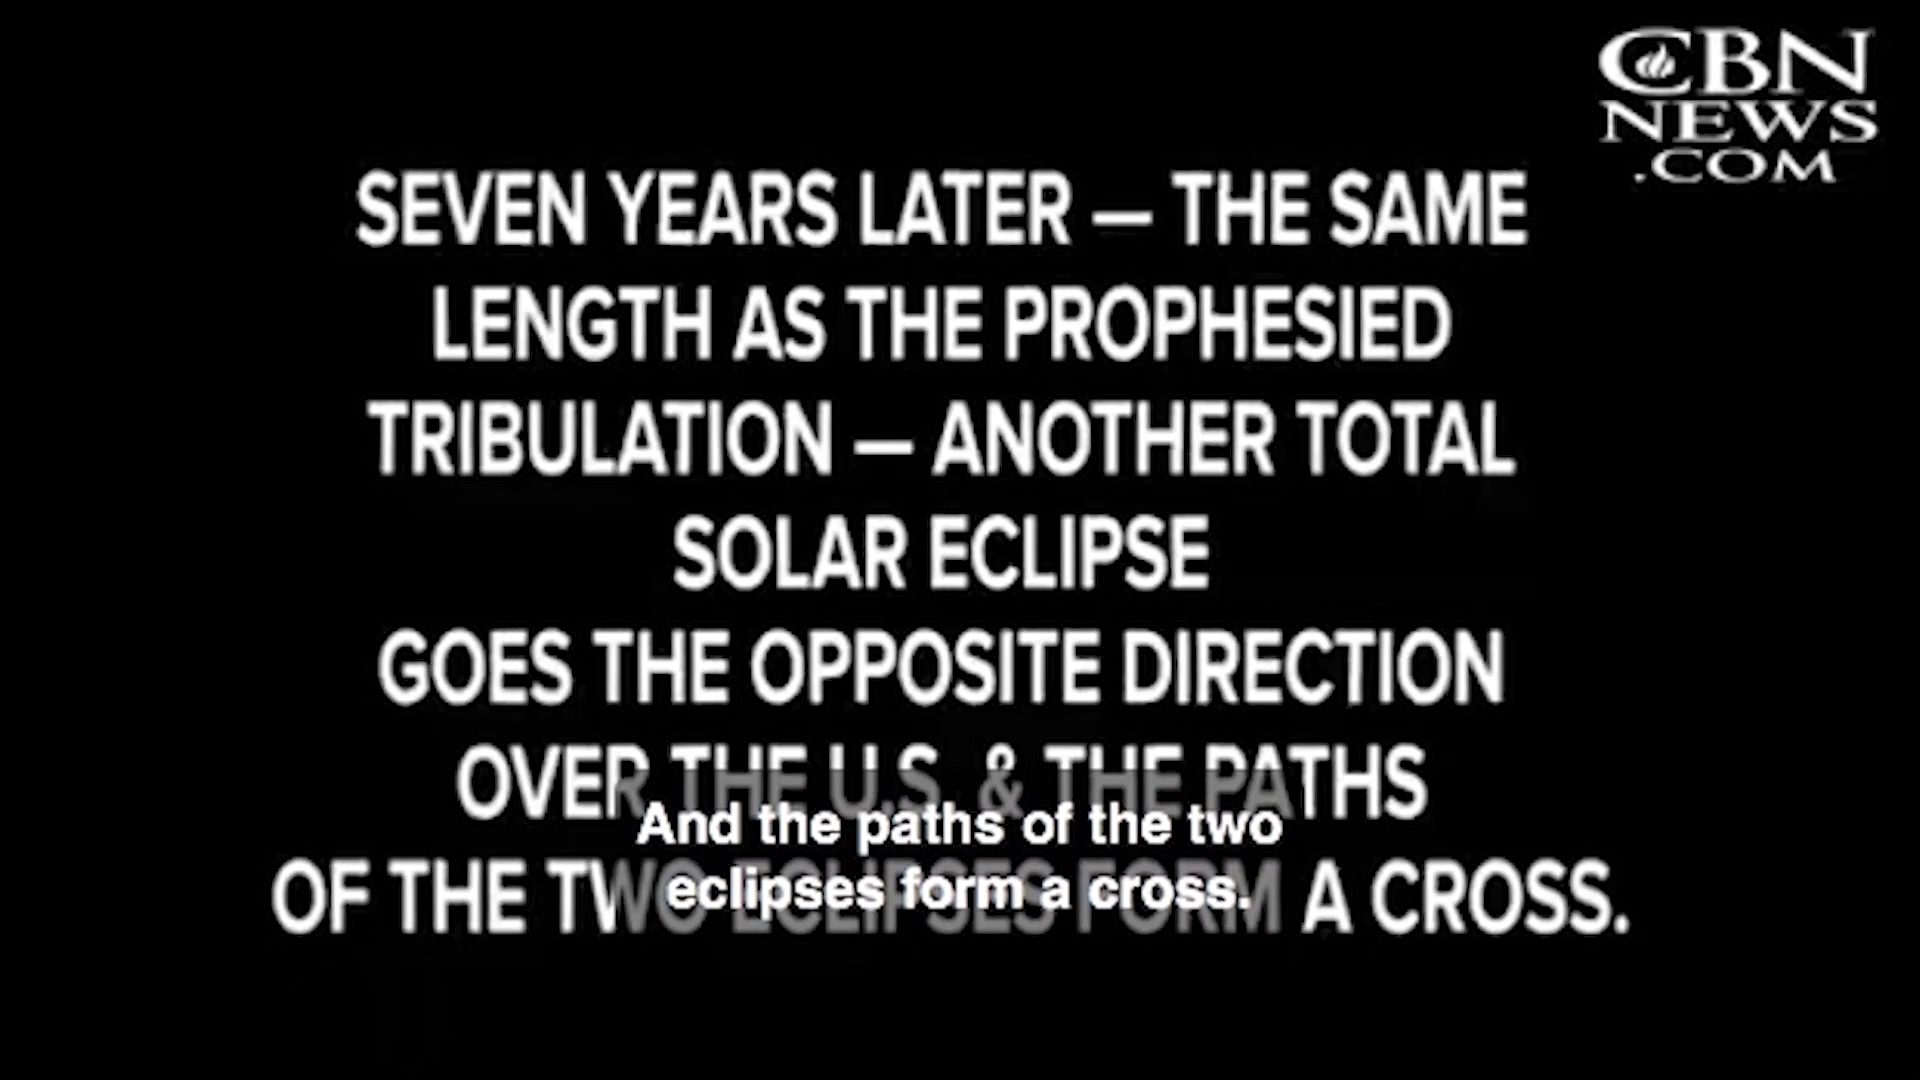 CBN
NEWS
.COM
SEVEN YEARS LATER — THE SAME
LENGTH AS THE PROPHESIED
TRIBULATION — ANOTHER TOTAL
SOLAR ECLIPSE
GOES THE OPPOSITE DIRECTION
OVER THE U.S. & THE PATHS
OF THE TWO ECLIPSES FORM A CROSS.
And the paths of the two
eclipses form a cross.